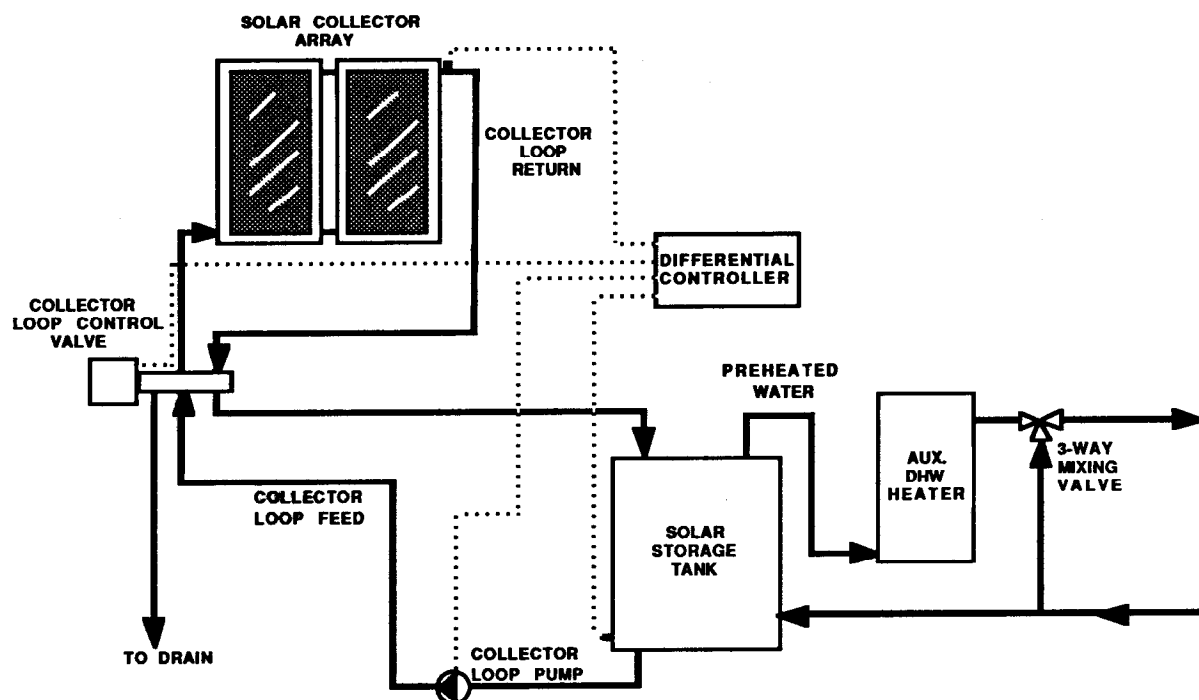 SOLAR COLLECTOR
ARRAY
COLLECTOR
LOOP
RETURN
DIFFERENTIAL
CONTROLLER
COLLECTOR
LOOP CONTROL
VALVE
PREHEATED
WATER
AUX.
DHW
HEATER
3-WAY
MIXING
VALVE
COLLECTOR
LOOP FEED
SOLAR
STORAGE
TANK
TO DRAIN
COLLECTOR
LOOP PUMP